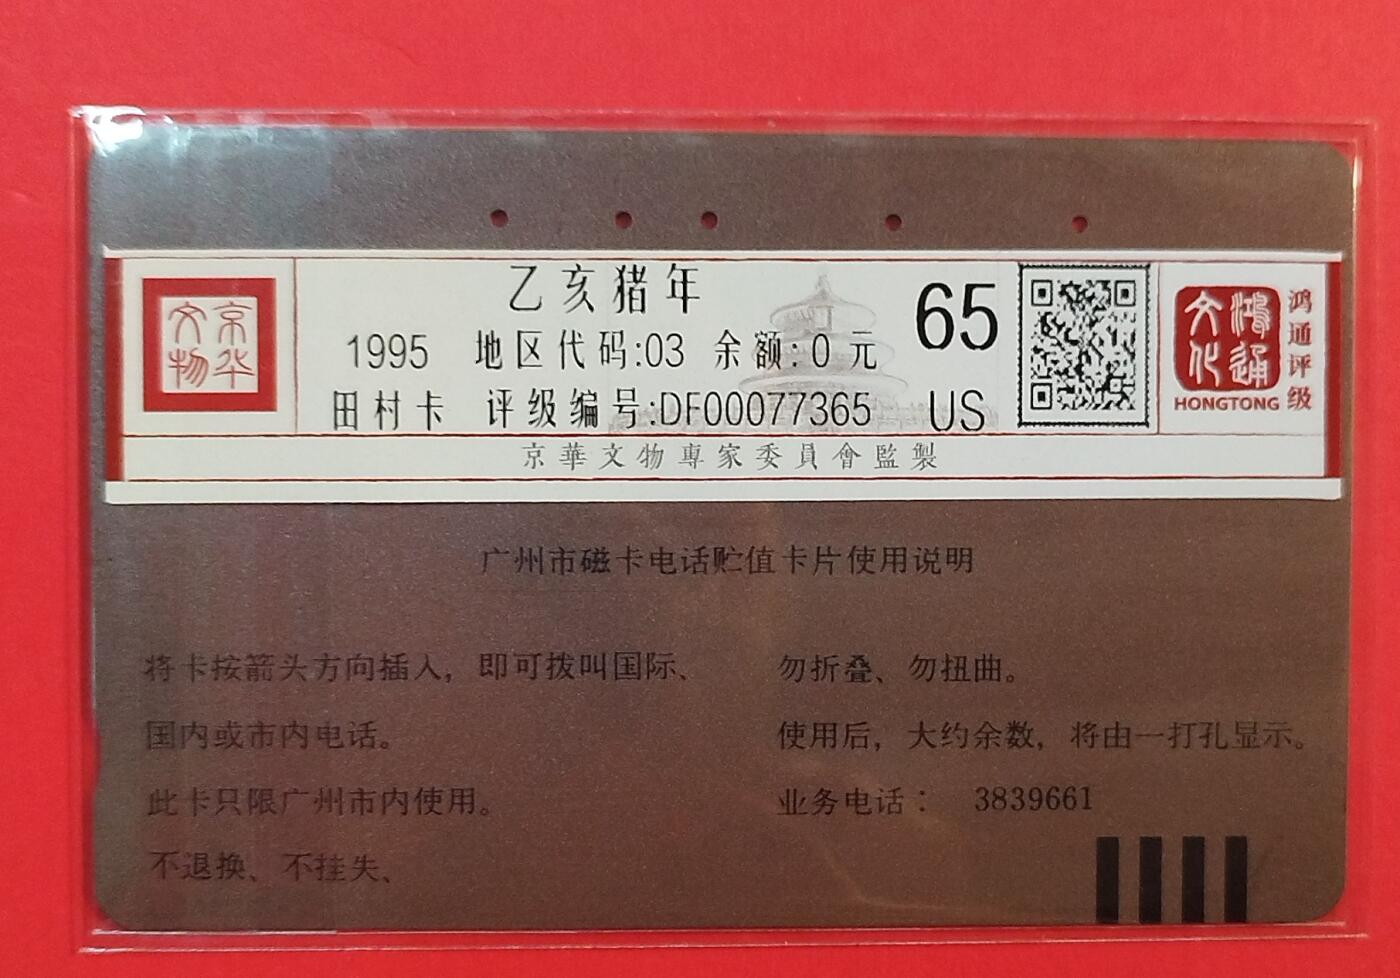 乙亥猪年
1995 地区代码:03 余额:0元
田村卡 评级编号:DF00077365
65
US
京华文物
鸿通文化
HONGTONG
鸿通评级
京華文物專家委員會監製
广州市磁卡电话贮值卡片使用说明
将卡按箭头方向插入，即可拨叫国际、
国内或市内电话。
此卡只限广州市内使用。
不退换、不挂失、
勿折叠、勿扭曲。
使用后，大约余数，将由一打孔显示。
业务电话： 3839661